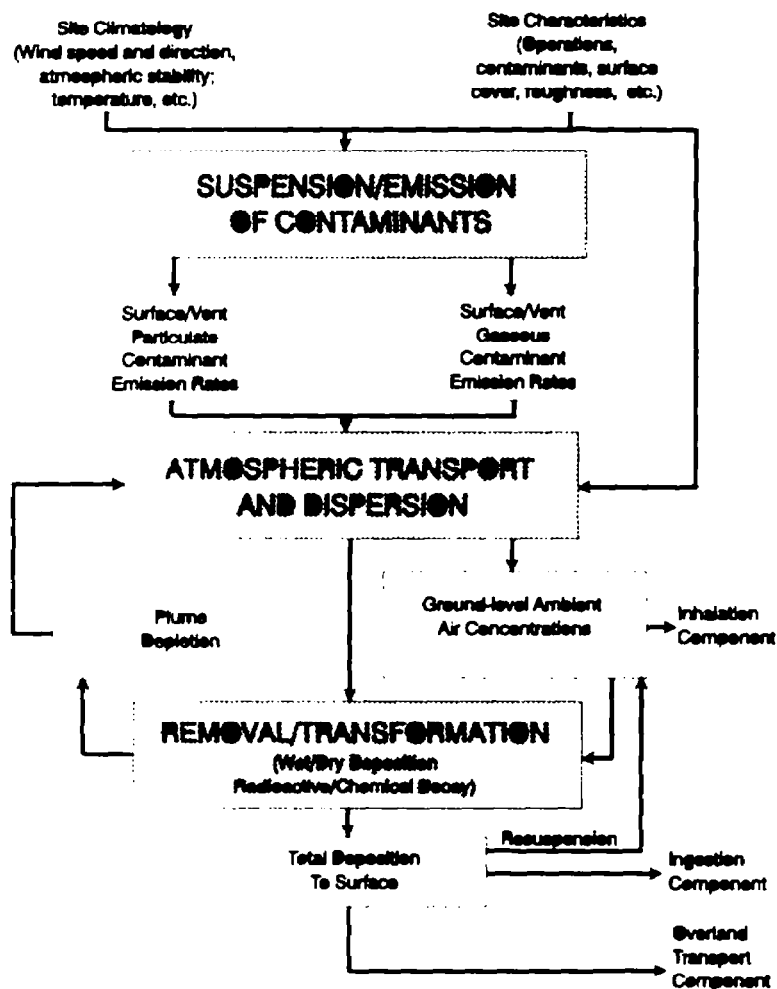 Site Climatology
(Wind speed and direction,
atmospheric stability;
temperature, etc.)
Site Characteristics
(Operations,
contaminants, surface
cover, roughness, etc.)
SUSPENSION/EMISSION
OF CONTAMINANTS
Surface/Vent
Particulate
Contaminant
Emission Rates
Surface/Vent
Gaseous
Contaminant
Emission Rates
ATMOSPHERIC TRANSPORT
AND DISPERSION
Plume
Depletion
Ground-level Ambient
Air Concentrations
Inhalation
Component
REMOVAL/TRANSFORMATION
(Wet/Dry Deposition
Radioactive/Chemical Decay)
Total Deposition
To Surface
Resuspension
Ingestion
Component
Overland
Transport
Component